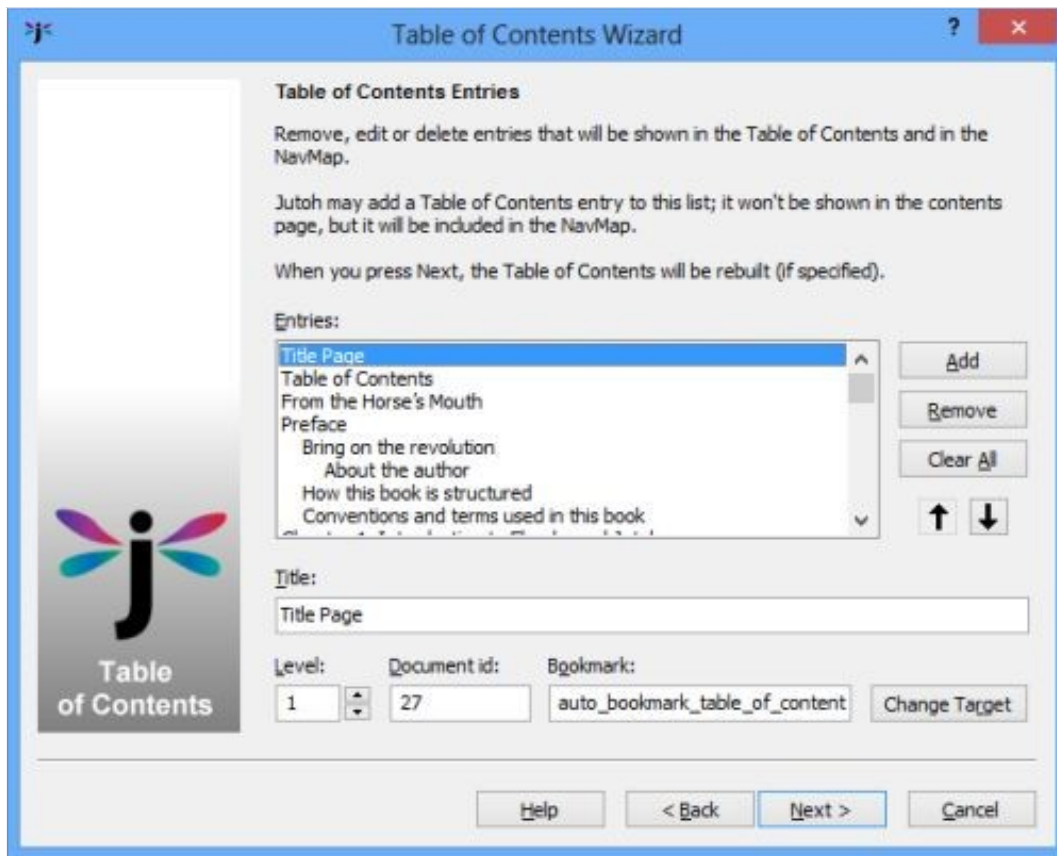 Table of Contents Wizard
?
Table of Contents Entries
Remove, edit or delete entries that will be shown in the Table of Contents and in the
NavMap.
Jutoh may add a Table of Contents entry to this list; it won't be shown in the contents
page, but it will be included in the NavMap.
When you press Next, the Table of Contents will be rebuilt (if specified).
Entries:
Title Page
Table of Contents
From the Horse's Mouth
Preface
Bring on the revolution
About the author
How this book is structured
Conventions and terms used in this book
Add
Remove
Clear All
Title:
Title Page
Level:
Document id:
Bookmark:
1
27
auto_bookmark_table_of_content
Change Target
Table
of Contents
Help
< Back
Next >
Cancel